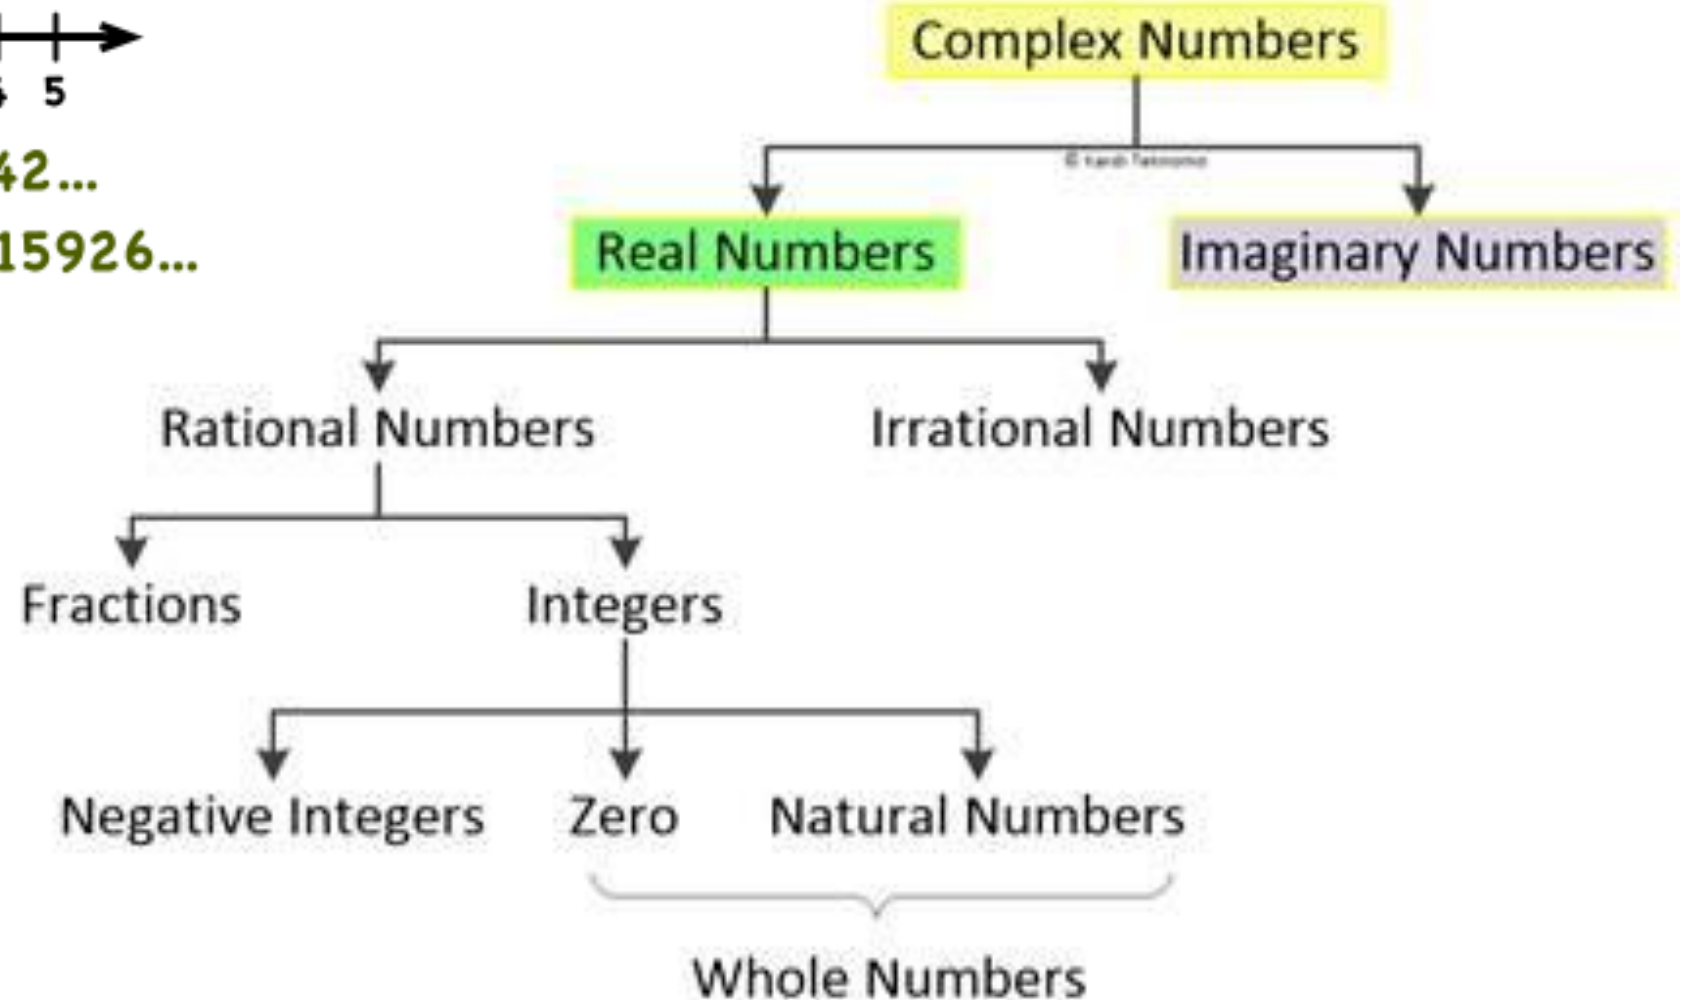 5
42...
15926...
Complex Numbers
Real Numbers
Imaginary Numbers
Rational Numbers
Irrational Numbers
Fractions
Integers
Negative Integers
Zero
Natural Numbers
Whole Numbers